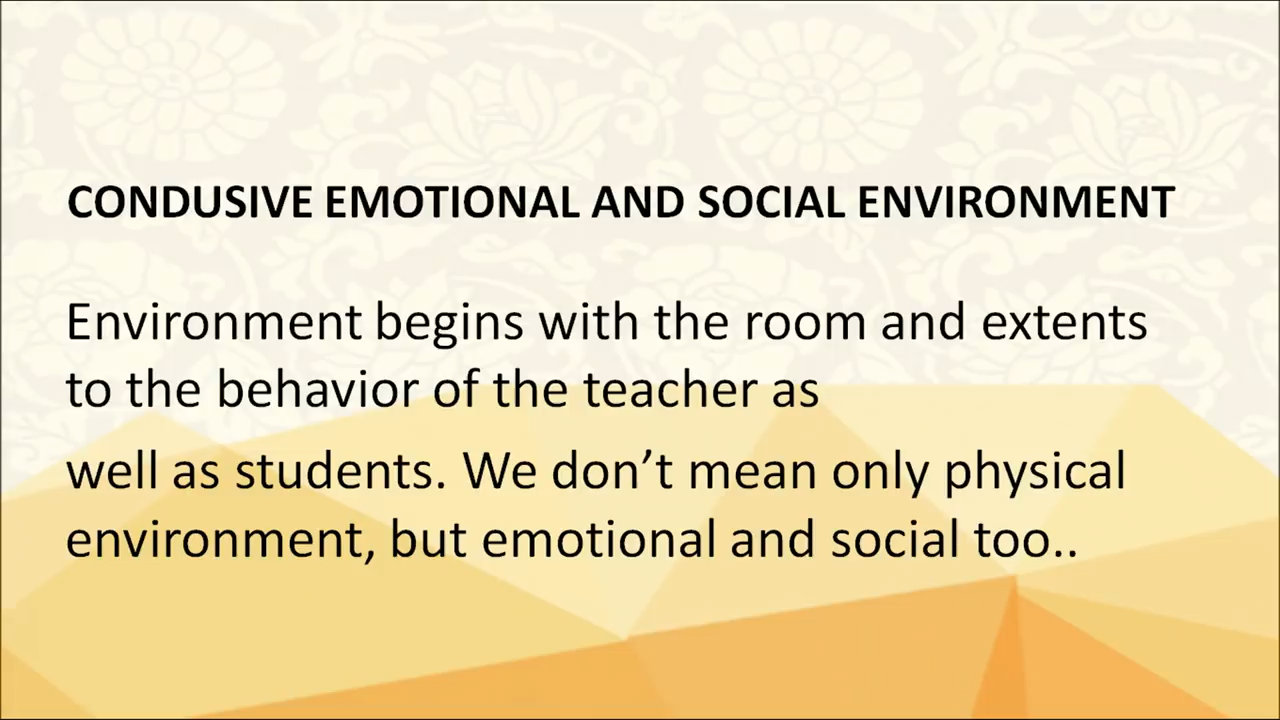 CONDUSIVE EMOTIONAL AND SOCIAL ENVIRONMENT
Environment begins with the room and extents
to the behavior of the teacher as
well as students. We don’t mean only physical
environment, but emotional and social too..